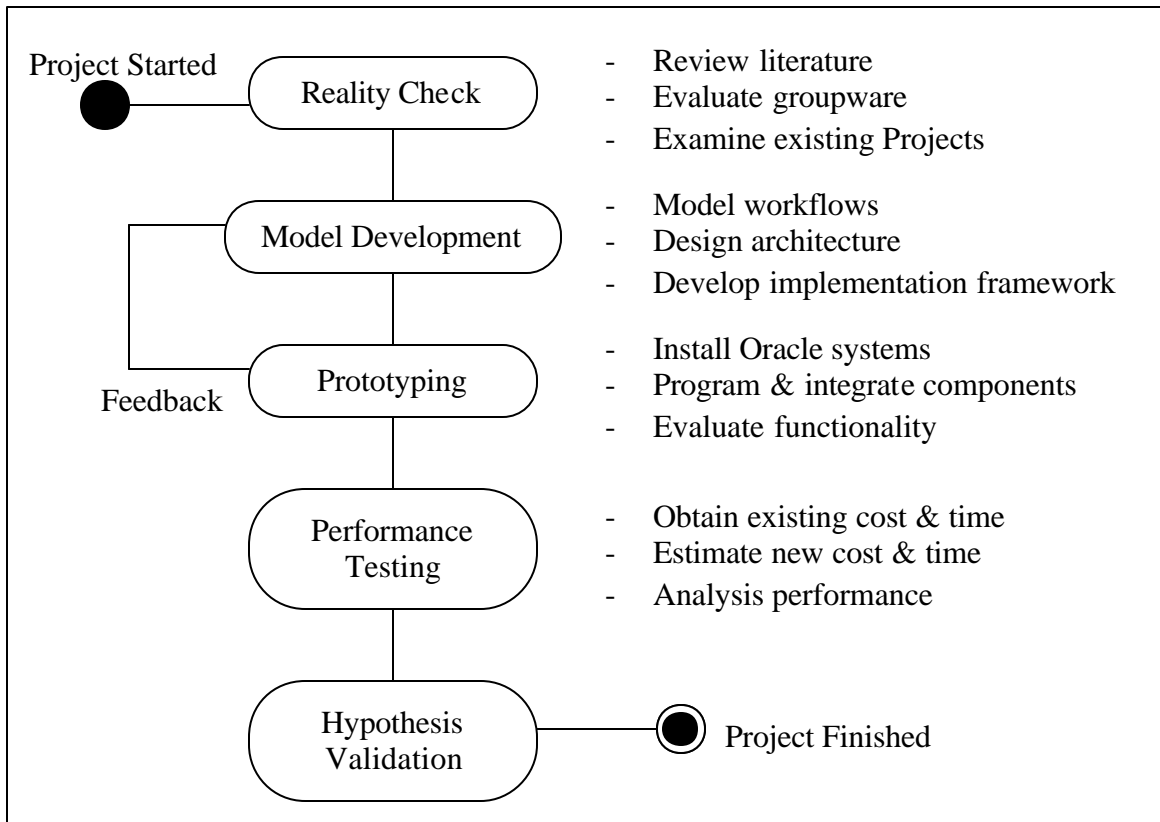 Project Started
Reality Check
- Review literature
- Evaluate groupware
- Examine existing Projects
Model Development
- Model workflows
- Design architecture
- Develop implementation framework
Feedback
Prototyping
- Install Oracle systems
- Program & integrate components
- Evaluate functionality
Performance
Testing
- Obtain existing cost & time
- Estimate new cost & time
- Analysis performance
Hypothesis
Validation
Project Finished